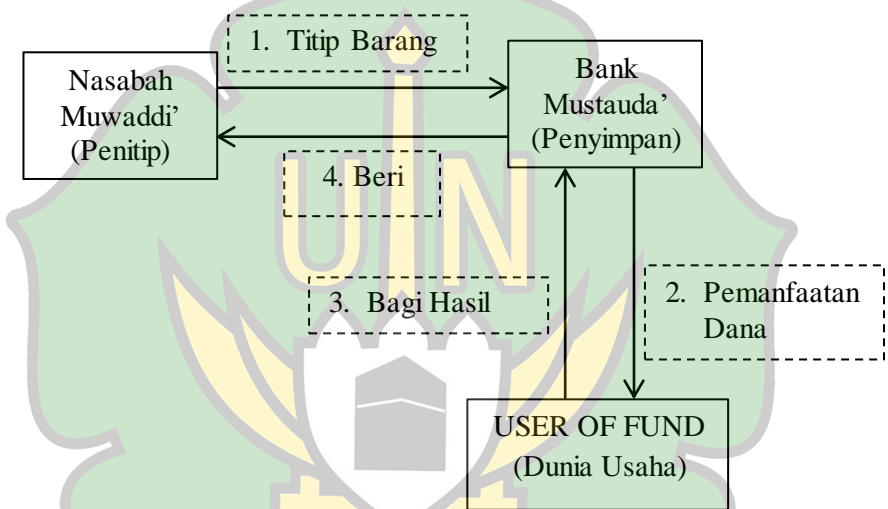 1. Titip Barang
Nasabah
Muwaddi’
(Penitip)
Bank
Mustauda’
(Penyimpan)
4. Beri
3. Bagi Hasil
2. Pemanfaatan
Dana
USER OF FUND
(Dunia Usaha)
UIN